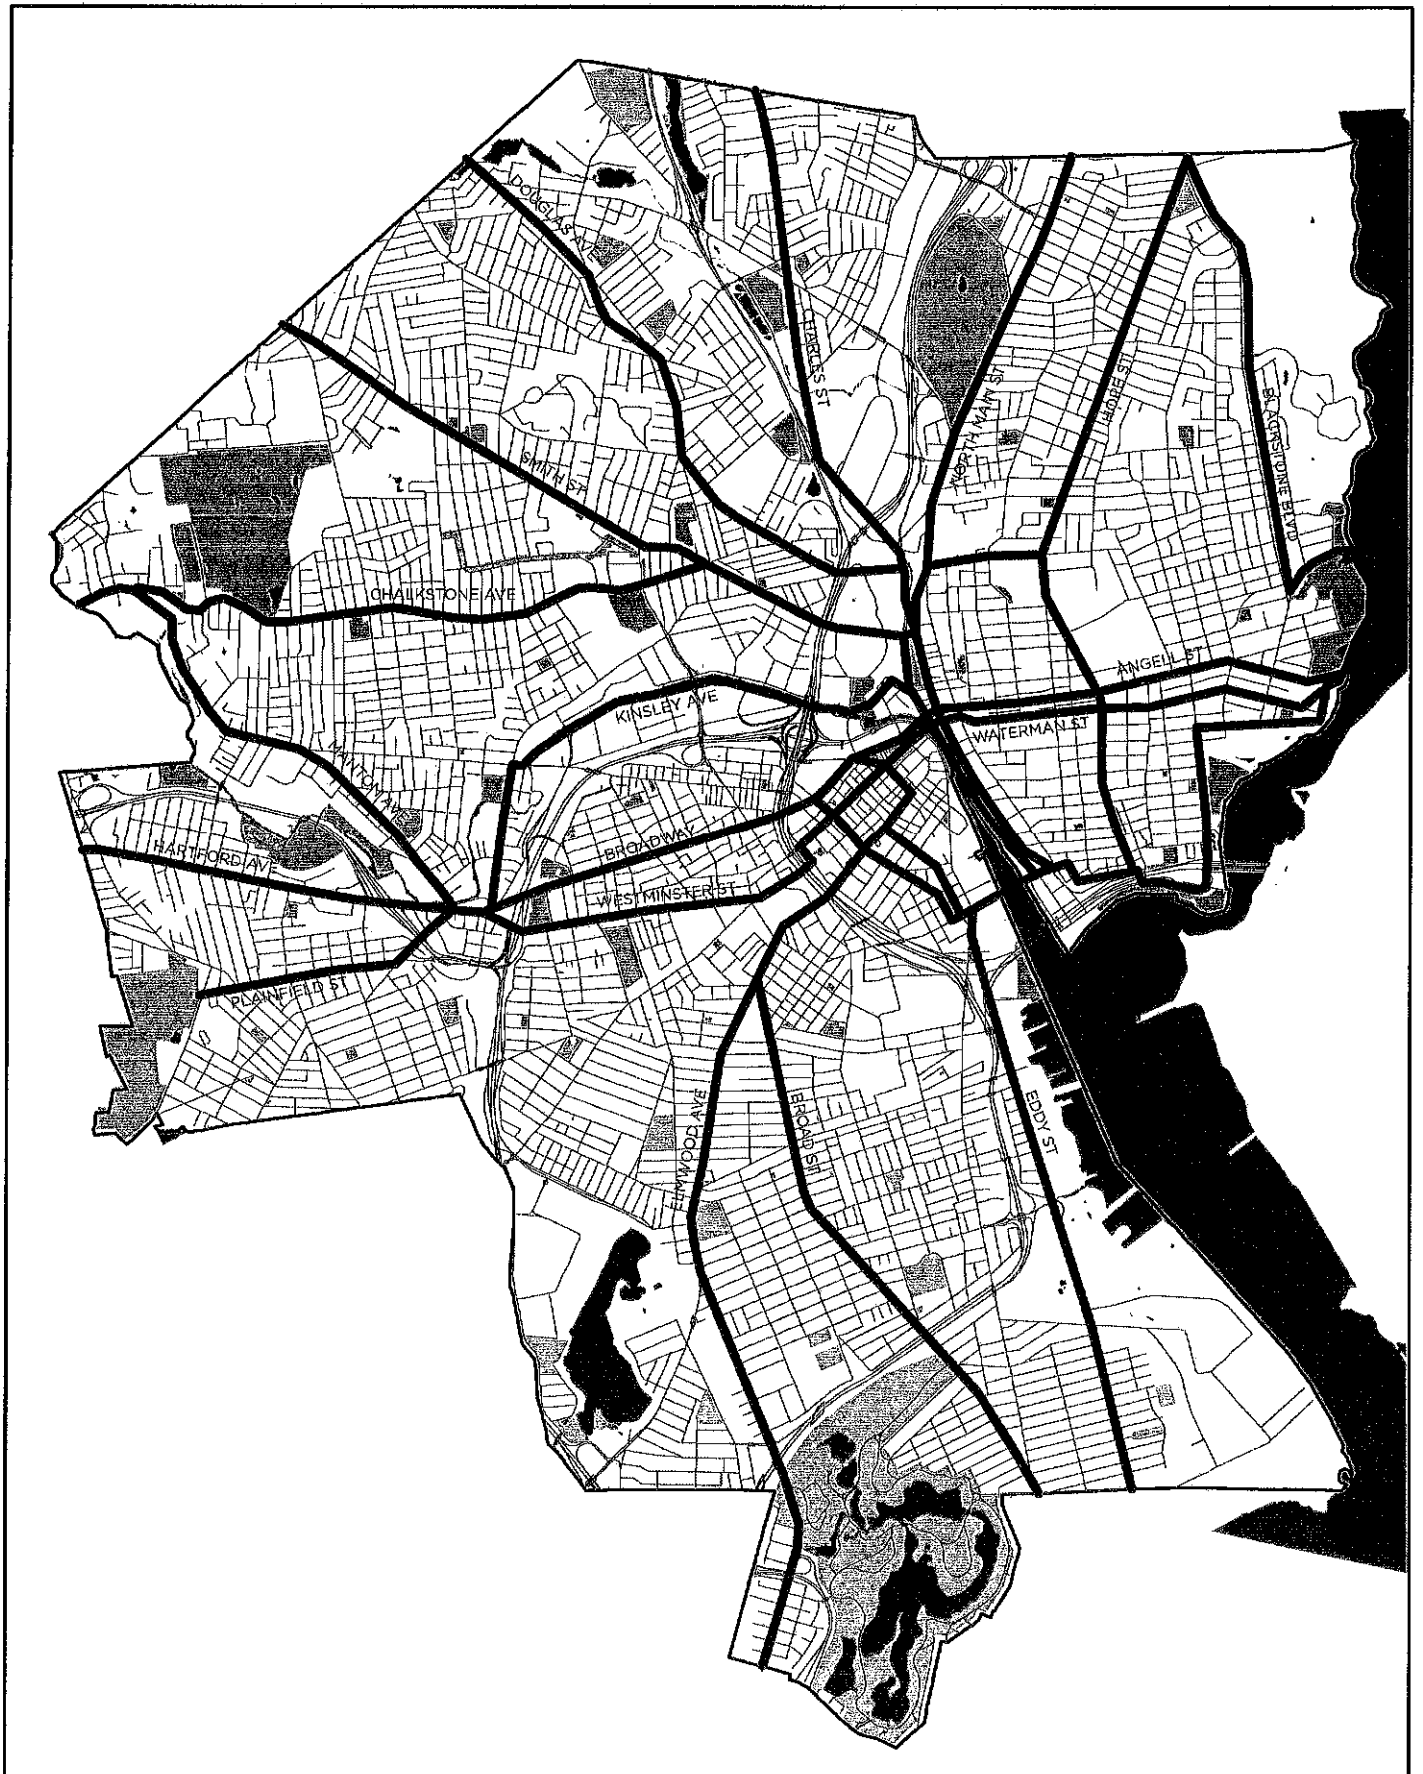 DOUGLAS AVE
CHARLES ST
NORTH MAIN ST
HOPE ST
BLACKSTONE BLVD
SMITH ST
CHALKSTONE AVE
ANGELL ST
KINSLEY AVE
WATERMAN ST
MANTON AVE
BROADWAY
HARTFORD AVE
WESTMINSTER ST
PLAINFIELD ST
ELMWOOD AVE
BROAD ST
EDDY ST